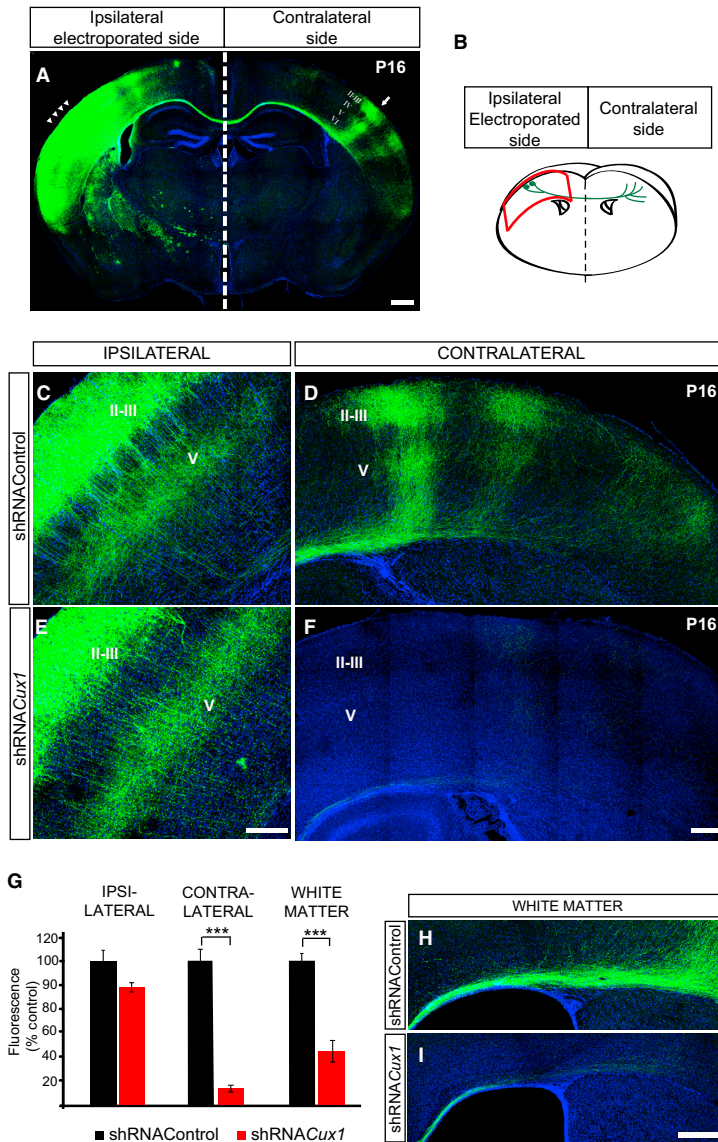 Ipsilateral
electroporated side
Contralateral
side
A
P16
II-III
IV
V
VI
B
Ipsilateral
Electroporated
side
Contralateral
side
IPSILATERAL
CONTRALATERAL
shRNAControl
C
II-III
V
D
P16
II-III
V
shRNACux1
E
II-III
V
F
P16
II-III
V
G
IPSI-
LATERAL
CONTRA-
LATERAL
WHITE
MATTER
Fluorescence
(% control)
120
100
90
80
40
20
***
***
shRNAControl
shRNACux1
WHITE MATTER
shRNAControl
H
shRNACux1
I